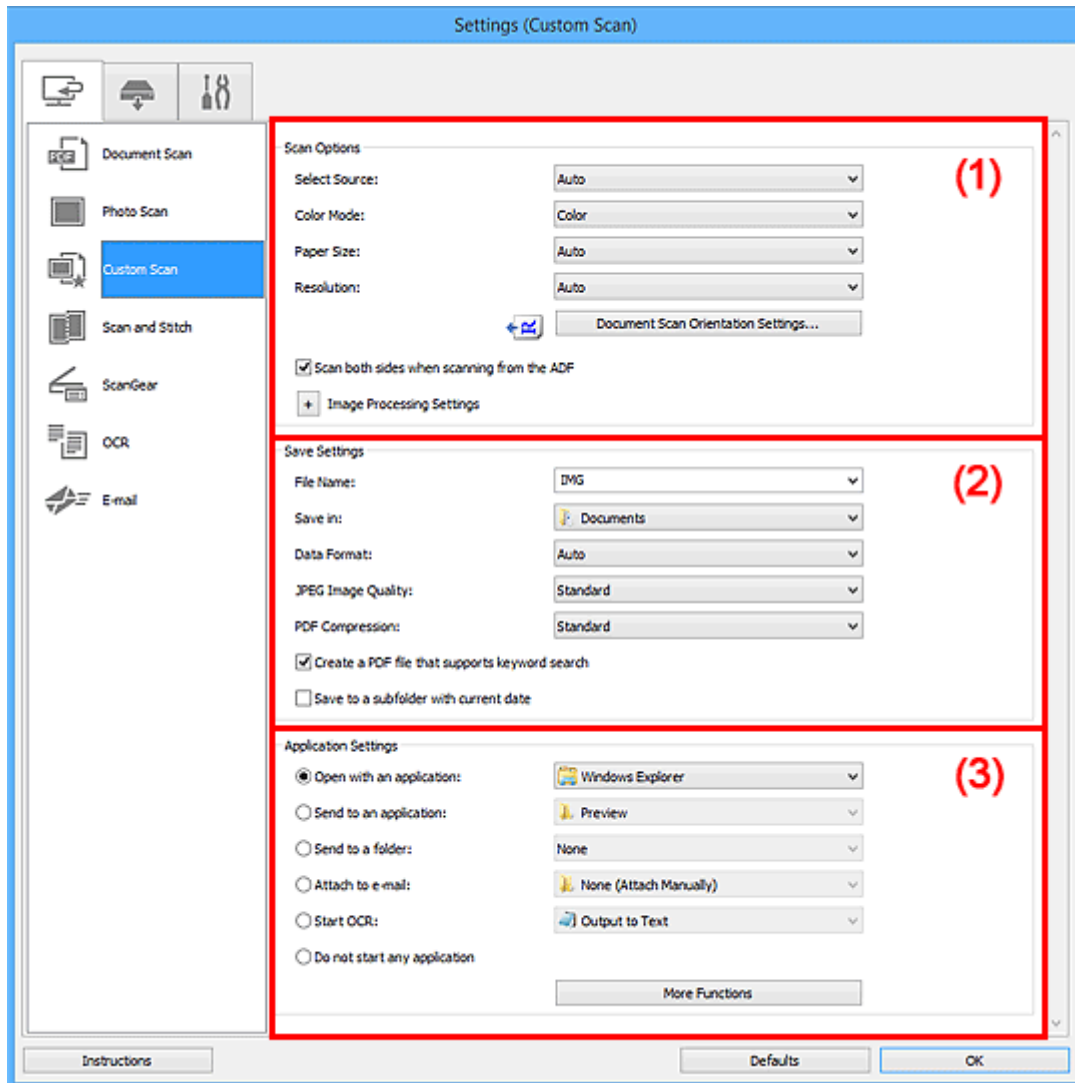 Settings (Custom Scan)
Document Scan
Photo Scan
Custom Scan
Scan and Stitch
ScanGear
OCR
E-mail
Scan Options
(1)
Select Source: Auto
Color Mode: Color
Paper Size: Auto
Resolution: Auto
Document Scan Orientation Settings...
Scan both sides when scanning from the ADF
+ Image Processing Settings
Save Settings
(2)
File Name: IMG
Save in: Documents
Data Format: Auto
JPEG Image Quality: Standard
PDF Compression: Standard
Create a PDF file that supports keyword search
Save to a subfolder with current date
Application Settings
(3)
Open with an application: Windows Explorer
Send to an application: Preview
Send to a folder: None
Attach to e-mail: None (Attach Manually)
Start OCR: Output to Text
Do not start any application
More Functions
Instructions Defaults OK